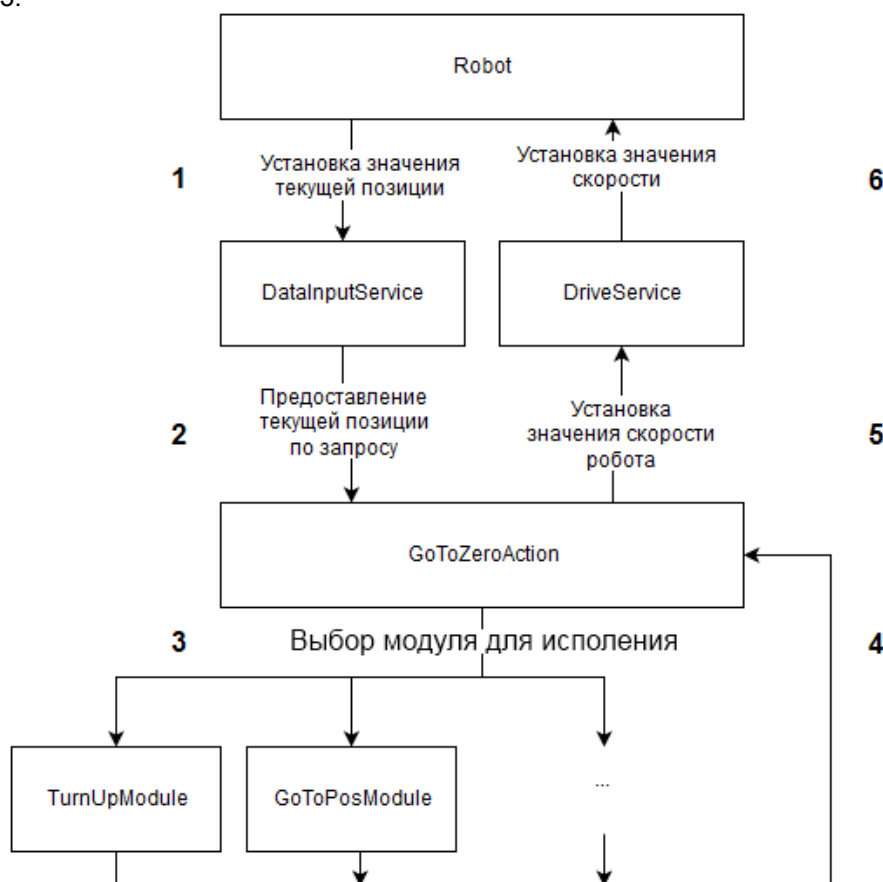 Robot
1
Установка значения
текущей позиции
Установка значения
скорости
6
DataInputService
DriveService
2
Предоставление
текущей позиции
по запросу
Установка
значения скорости
робота
5
GoToZeroAction
3
Выбор модуля для исполения
4
TurnUpModule
GoToPosModule
...